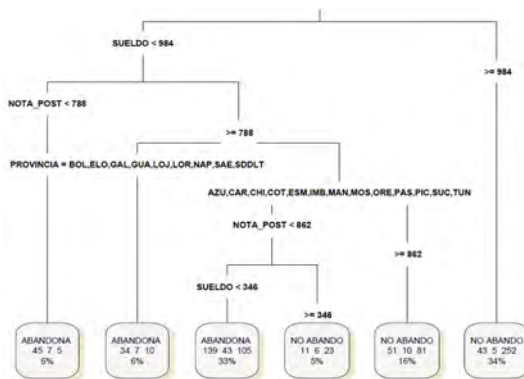 SUELDO < 984
>= 984
NOTA_POST < 788
>= 788
PROVINCIA = BOL,ELO,GAL,GUA,LOJ,LOR,NAP,SAE,SDDLT
AZU,CAR,CHI,COT,ESM,IMB,MAN,MOS,ORE,PAS,PIC,SUC,TUN
NOTA_POST < 862
>= 862
SUELDO < 346
>= 346
ABANDONA
45 7 5
6%
ABANDONA
34 7 10
6%
ABANDONA
139 43 105
33%
NO ABANDO
11 6 23
5%
NO ABANDO
51 10 81
16%
NO ABANDO
43 5 252
34%